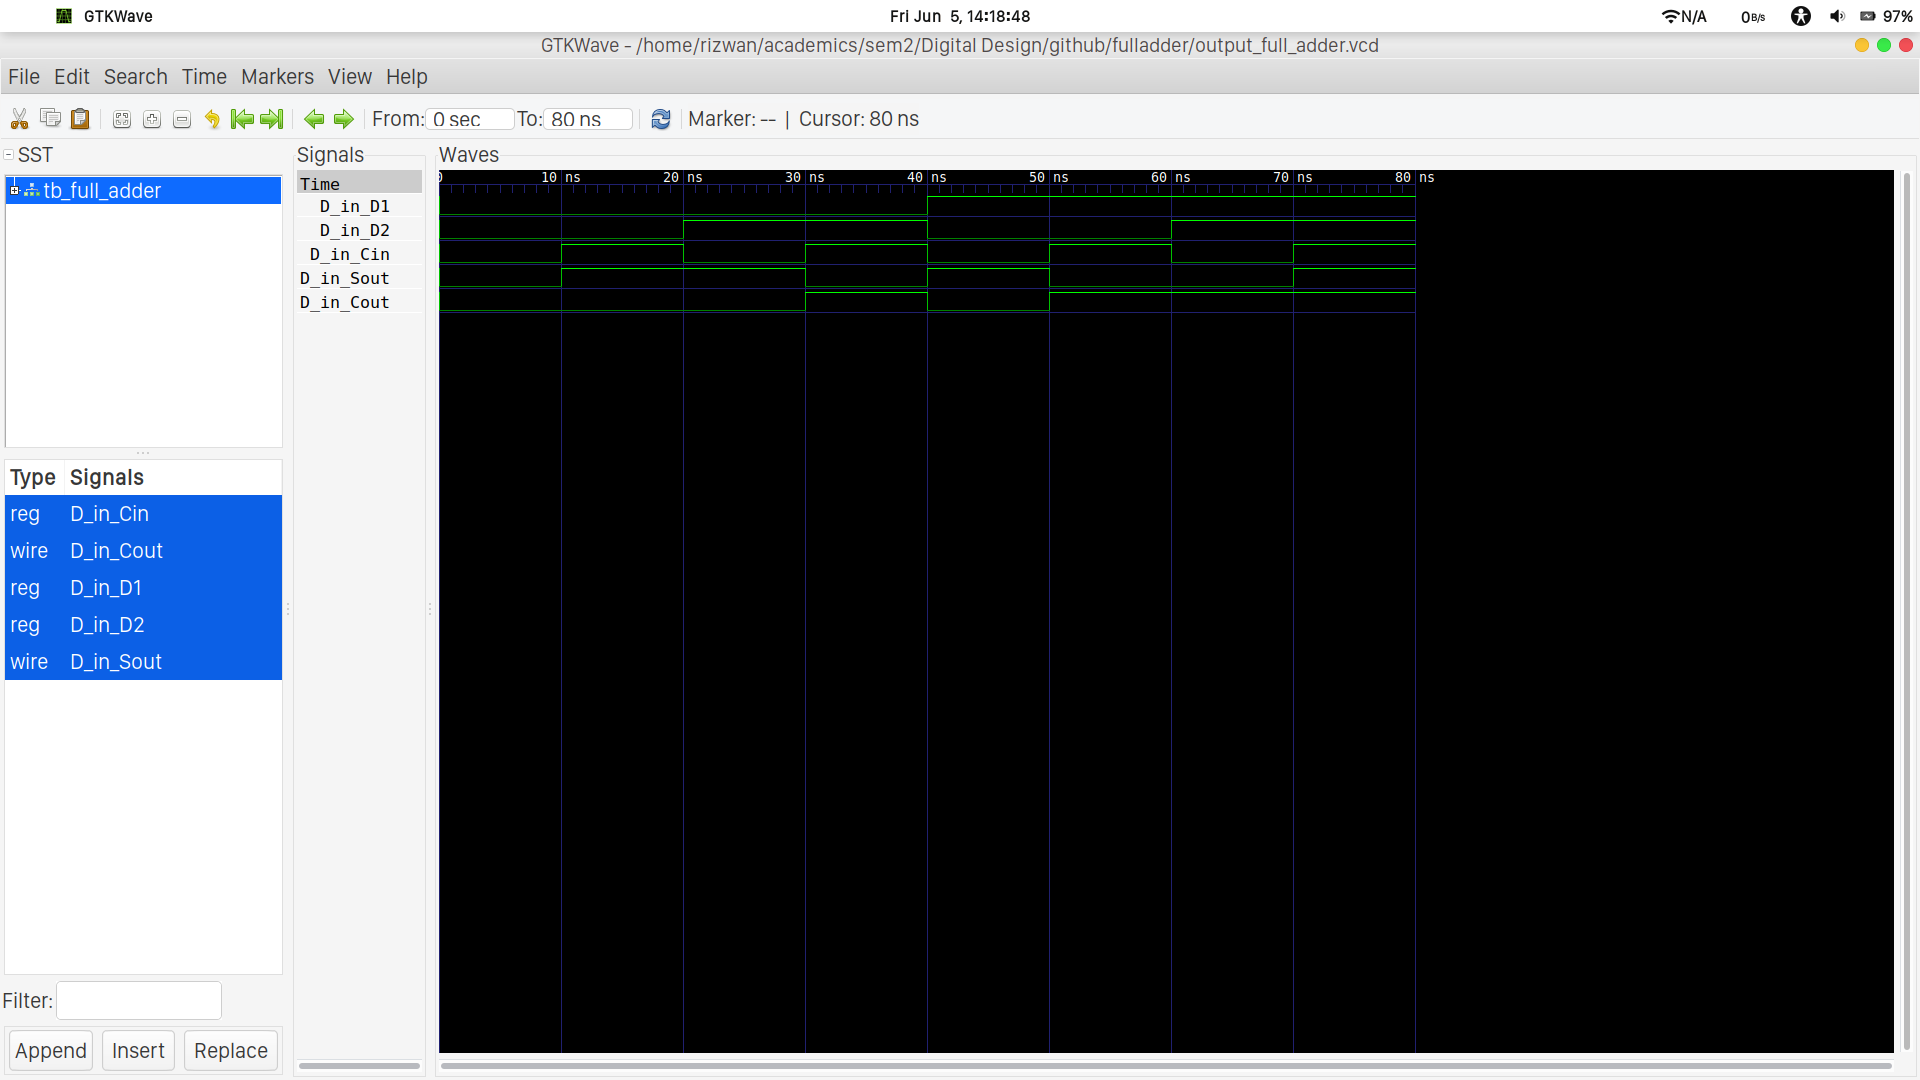 GTKWave
Fri Jun 5, 14:18:48
N/A 0 B/s 97%
GTKWave - /home/rizwan/academics/sem2/Digital Design/github/fulladder/output_full_adder.vcd
File Edit Search Time Markers View Help
From: 0 sec To: 80 ns Marker: -- | Cursor: 80 ns
SST
tb_full_adder
Type Signals
reg D_in_Cin
wire D_in_Cout
reg D_in_D1
reg D_in_D2
wire D_in_Sout
Filter:
Append Insert Replace
Signals
Time
D_in_D1
D_in_D2
D_in_Cin
D_in_Sout
D_in_Cout
Waves
0 10 ns 20 ns 30 ns 40 ns 50 ns 60 ns 70 ns 80 ns